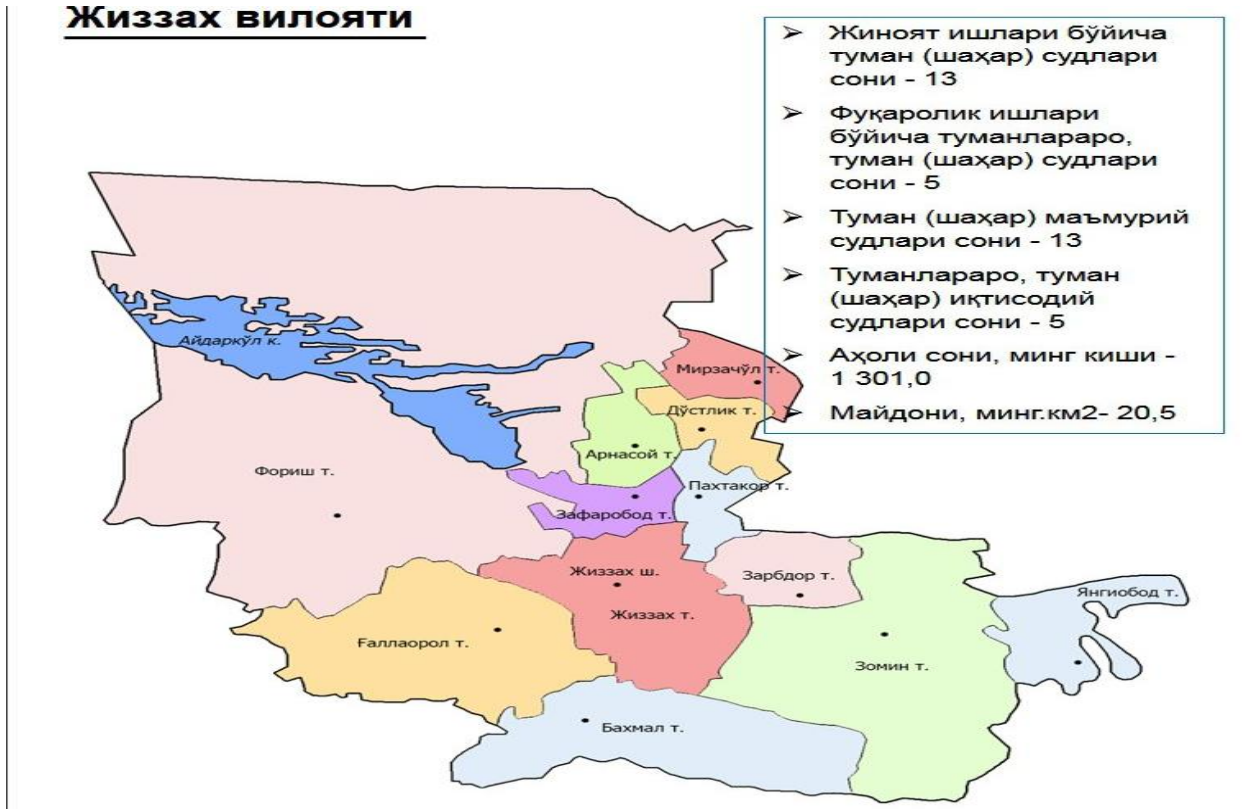 Жиззах вилояти
➢ Жиноят ишлари бўйича
туман (шаҳар) судлари
сони - 13
➢ Фуқаролик ишлари
бўйича туманлараро,
туман (шаҳар) судлари
сони - 5
➢ Туман (шаҳар) маъмурий
судлари сони - 13
➢ Туманлараро, туман
(шаҳар) иқтисодий
судлари сони - 5
➢ Аҳоли сони, минг киши -
1 301,0
➢ Майдони, минг.км2- 20,5
Айдаркўл к.
Мирзачўл т.
Дўстлик т.
Арнасой т.
Фориш т.
Пахтакор т.
Зафаробод т.
Жиззах ш.
Зарбдор т.
Янгиобод т.
Жиззах т.
Ғаллаорол т.
Зомин т.
Бахмал т.